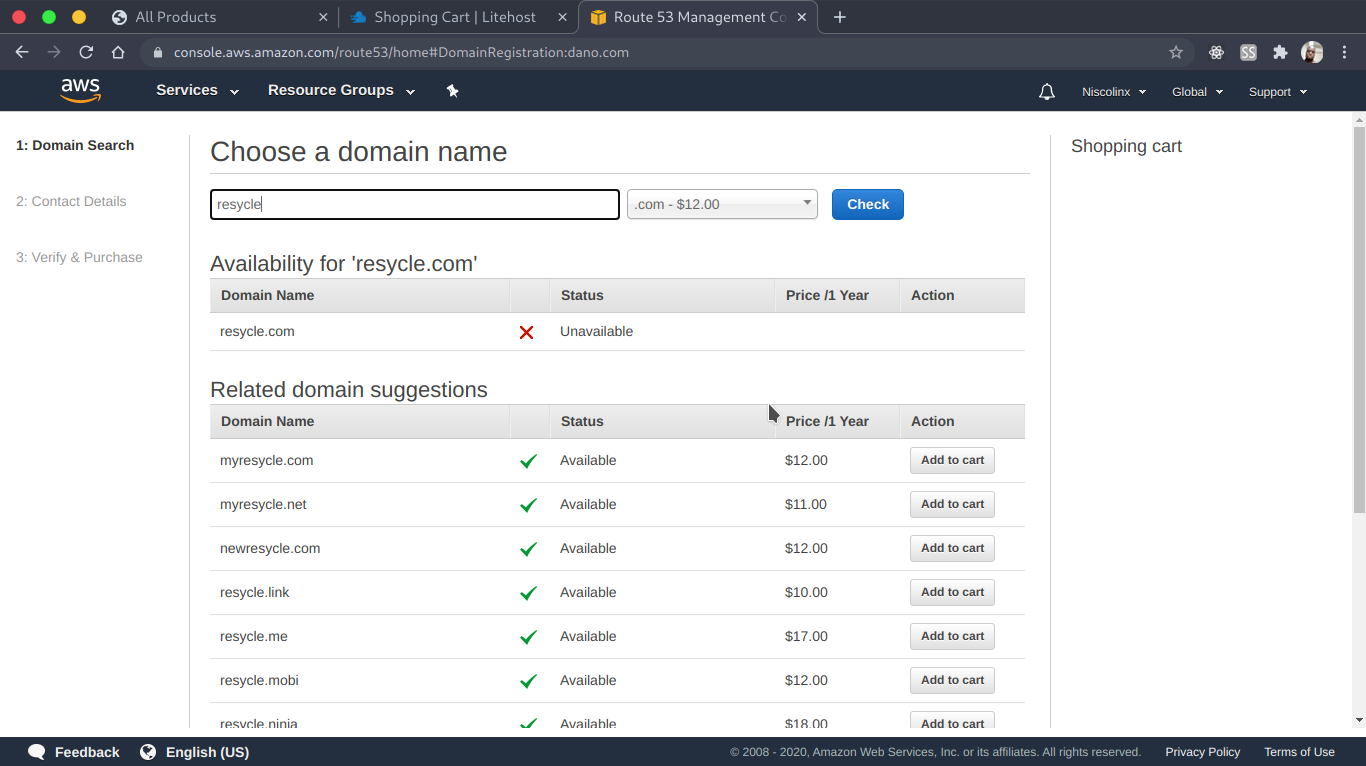 All Products
Shopping Cart | Litehost
Route 53 Management Co
console.aws.amazon.com/route53/home#DomainRegistration:dano.com
SS
aws Services Resource Groups Niscolinx Global Support
1: Domain Search
2: Contact Details
3: Verify & Purchase
Choose a domain name
resycle .com - $12.00 Check
Availability for 'resycle.com'
Domain Name Status Price /1 Year Action
resycle.com Unavailable
Related domain suggestions
Domain Name Status Price /1 Year Action
myresycle.com Available $12.00 Add to cart
myresycle.net Available $11.00 Add to cart
newresycle.com Available $12.00 Add to cart
resycle.link Available $10.00 Add to cart
resycle.me Available $17.00 Add to cart
resycle.mobi Available $12.00 Add to cart
resycle.ninja Available $18.00 Add to cart
Shopping cart
Feedback English (US) © 2008 - 2020, Amazon Web Services, Inc. or its affiliates. All rights reserved. Privacy Policy Terms of Use